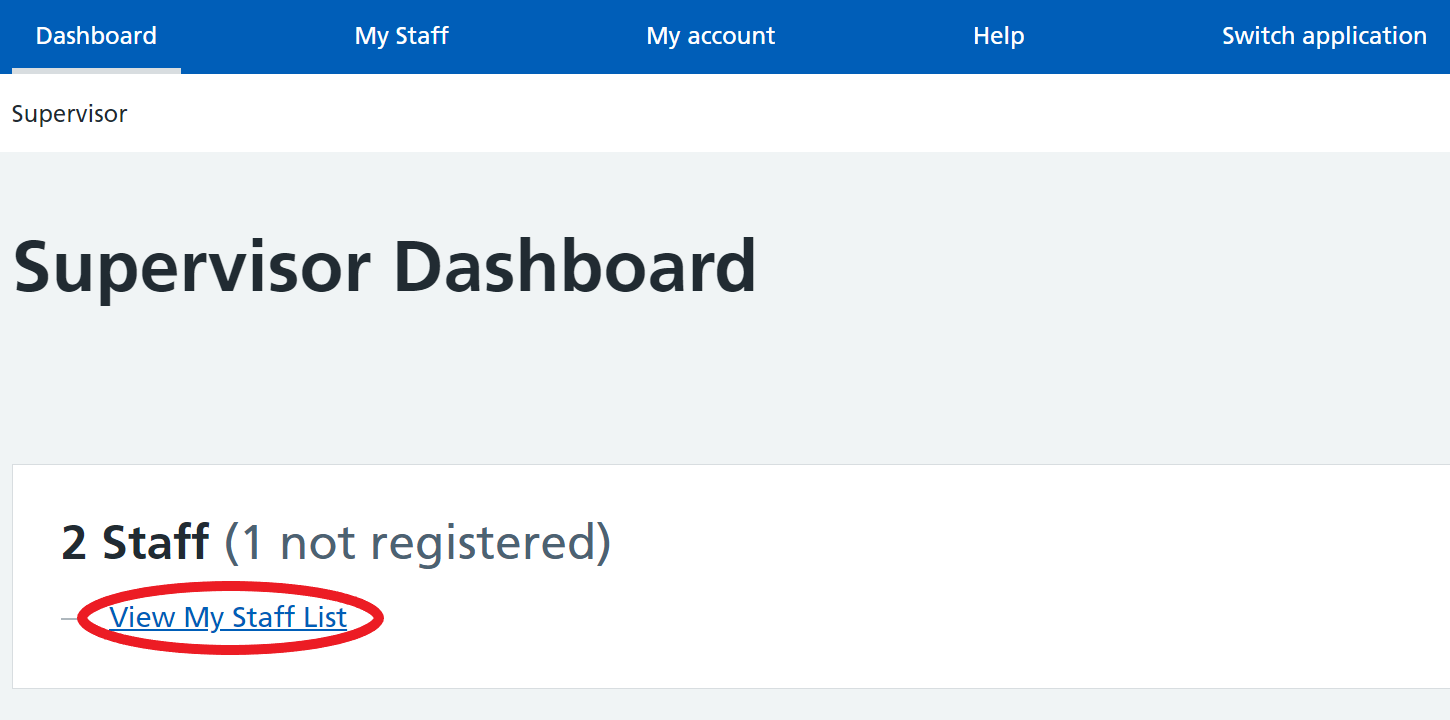 Dashboard My Staff My account Help Switch application
Supervisor
Supervisor Dashboard
2 Staff (1 not registered)
View My Staff List